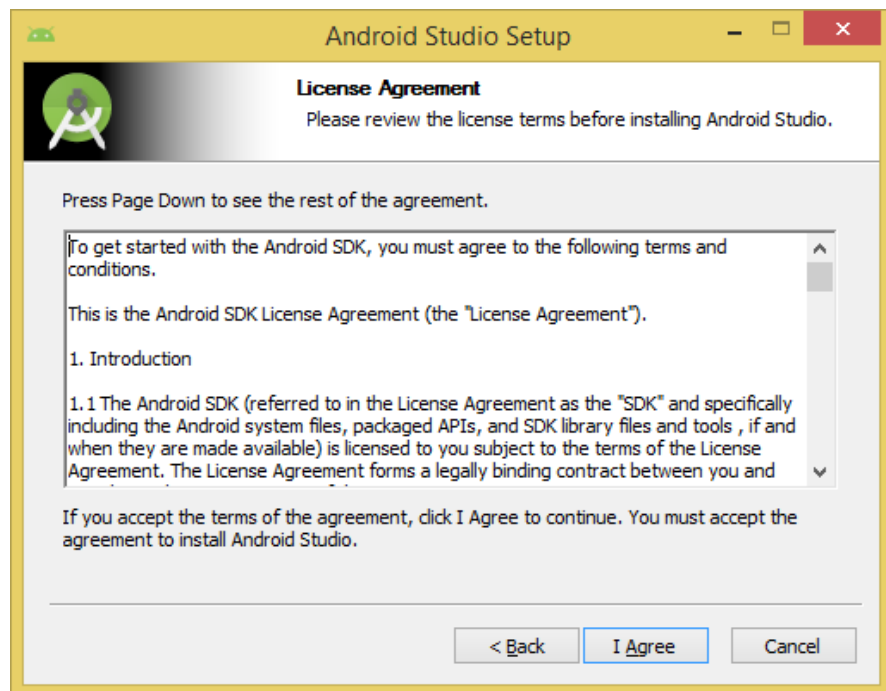 Android Studio Setup
License Agreement
Please review the license terms before installing Android Studio.
Press Page Down to see the rest of the agreement.
To get started with the Android SDK, you must agree to the following terms and
conditions.
This is the Android SDK License Agreement (the "License Agreement").
1. Introduction
1.1 The Android SDK (referred to in the License Agreement as the "SDK" and specifically
including the Android system files, packaged APIs, and SDK library files and tools , if and
when they are made available) is licensed to you subject to the terms of the License
Agreement. The License Agreement forms a legally binding contract between you and
If you accept the terms of the agreement, click I Agree to continue. You must accept the
agreement to install Android Studio.
< Back
I Agree
Cancel